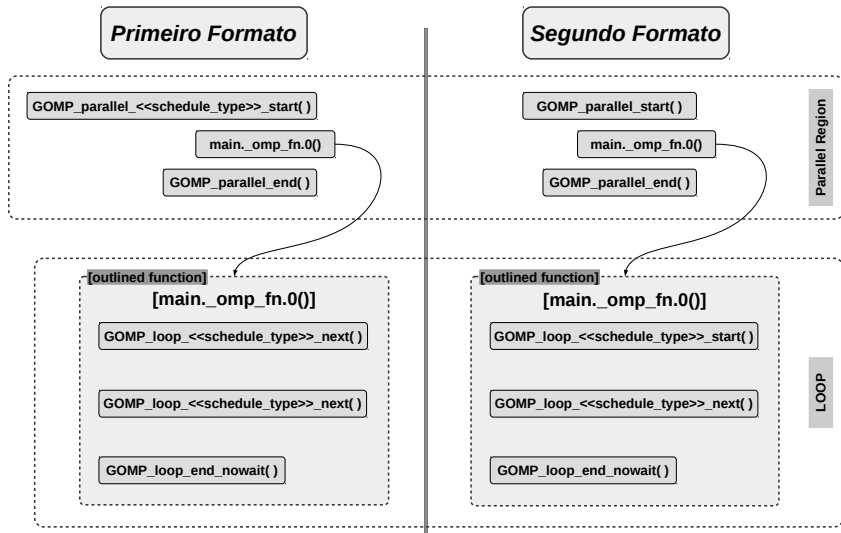 Primeiro Formato
GOMP_parallel_<<schedule_type>>_start( )
main._omp_fn.0()
GOMP_parallel_end( )
[outlined function]
[main._omp_fn.0()]
GOMP_loop_<<schedule_type>>_next( )
GOMP_loop_<<schedule_type>>_next( )
GOMP_loop_end_nowait( )
Segundo Formato
GOMP_parallel_start( )
main._omp_fn.0()
GOMP_parallel_end( )
[outlined function]
[main._omp_fn.0()]
GOMP_loop_<<schedule_type>>_start( )
GOMP_loop_<<schedule_type>>_next( )
GOMP_loop_end_nowait( )
Parallel Region
LOOP